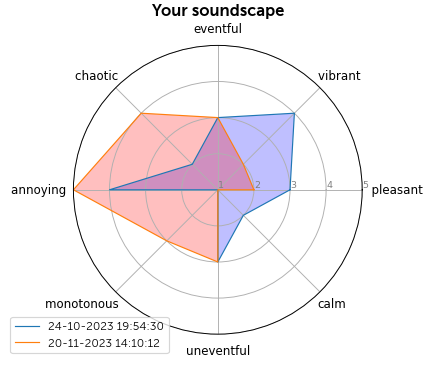 Your soundscape
eventful
chaotic
vibrant
annoying
1
2
3
4
5
pleasant
monotonous
calm
24-10-2023 19:54:30
20-11-2023 14:10:12
uneventful